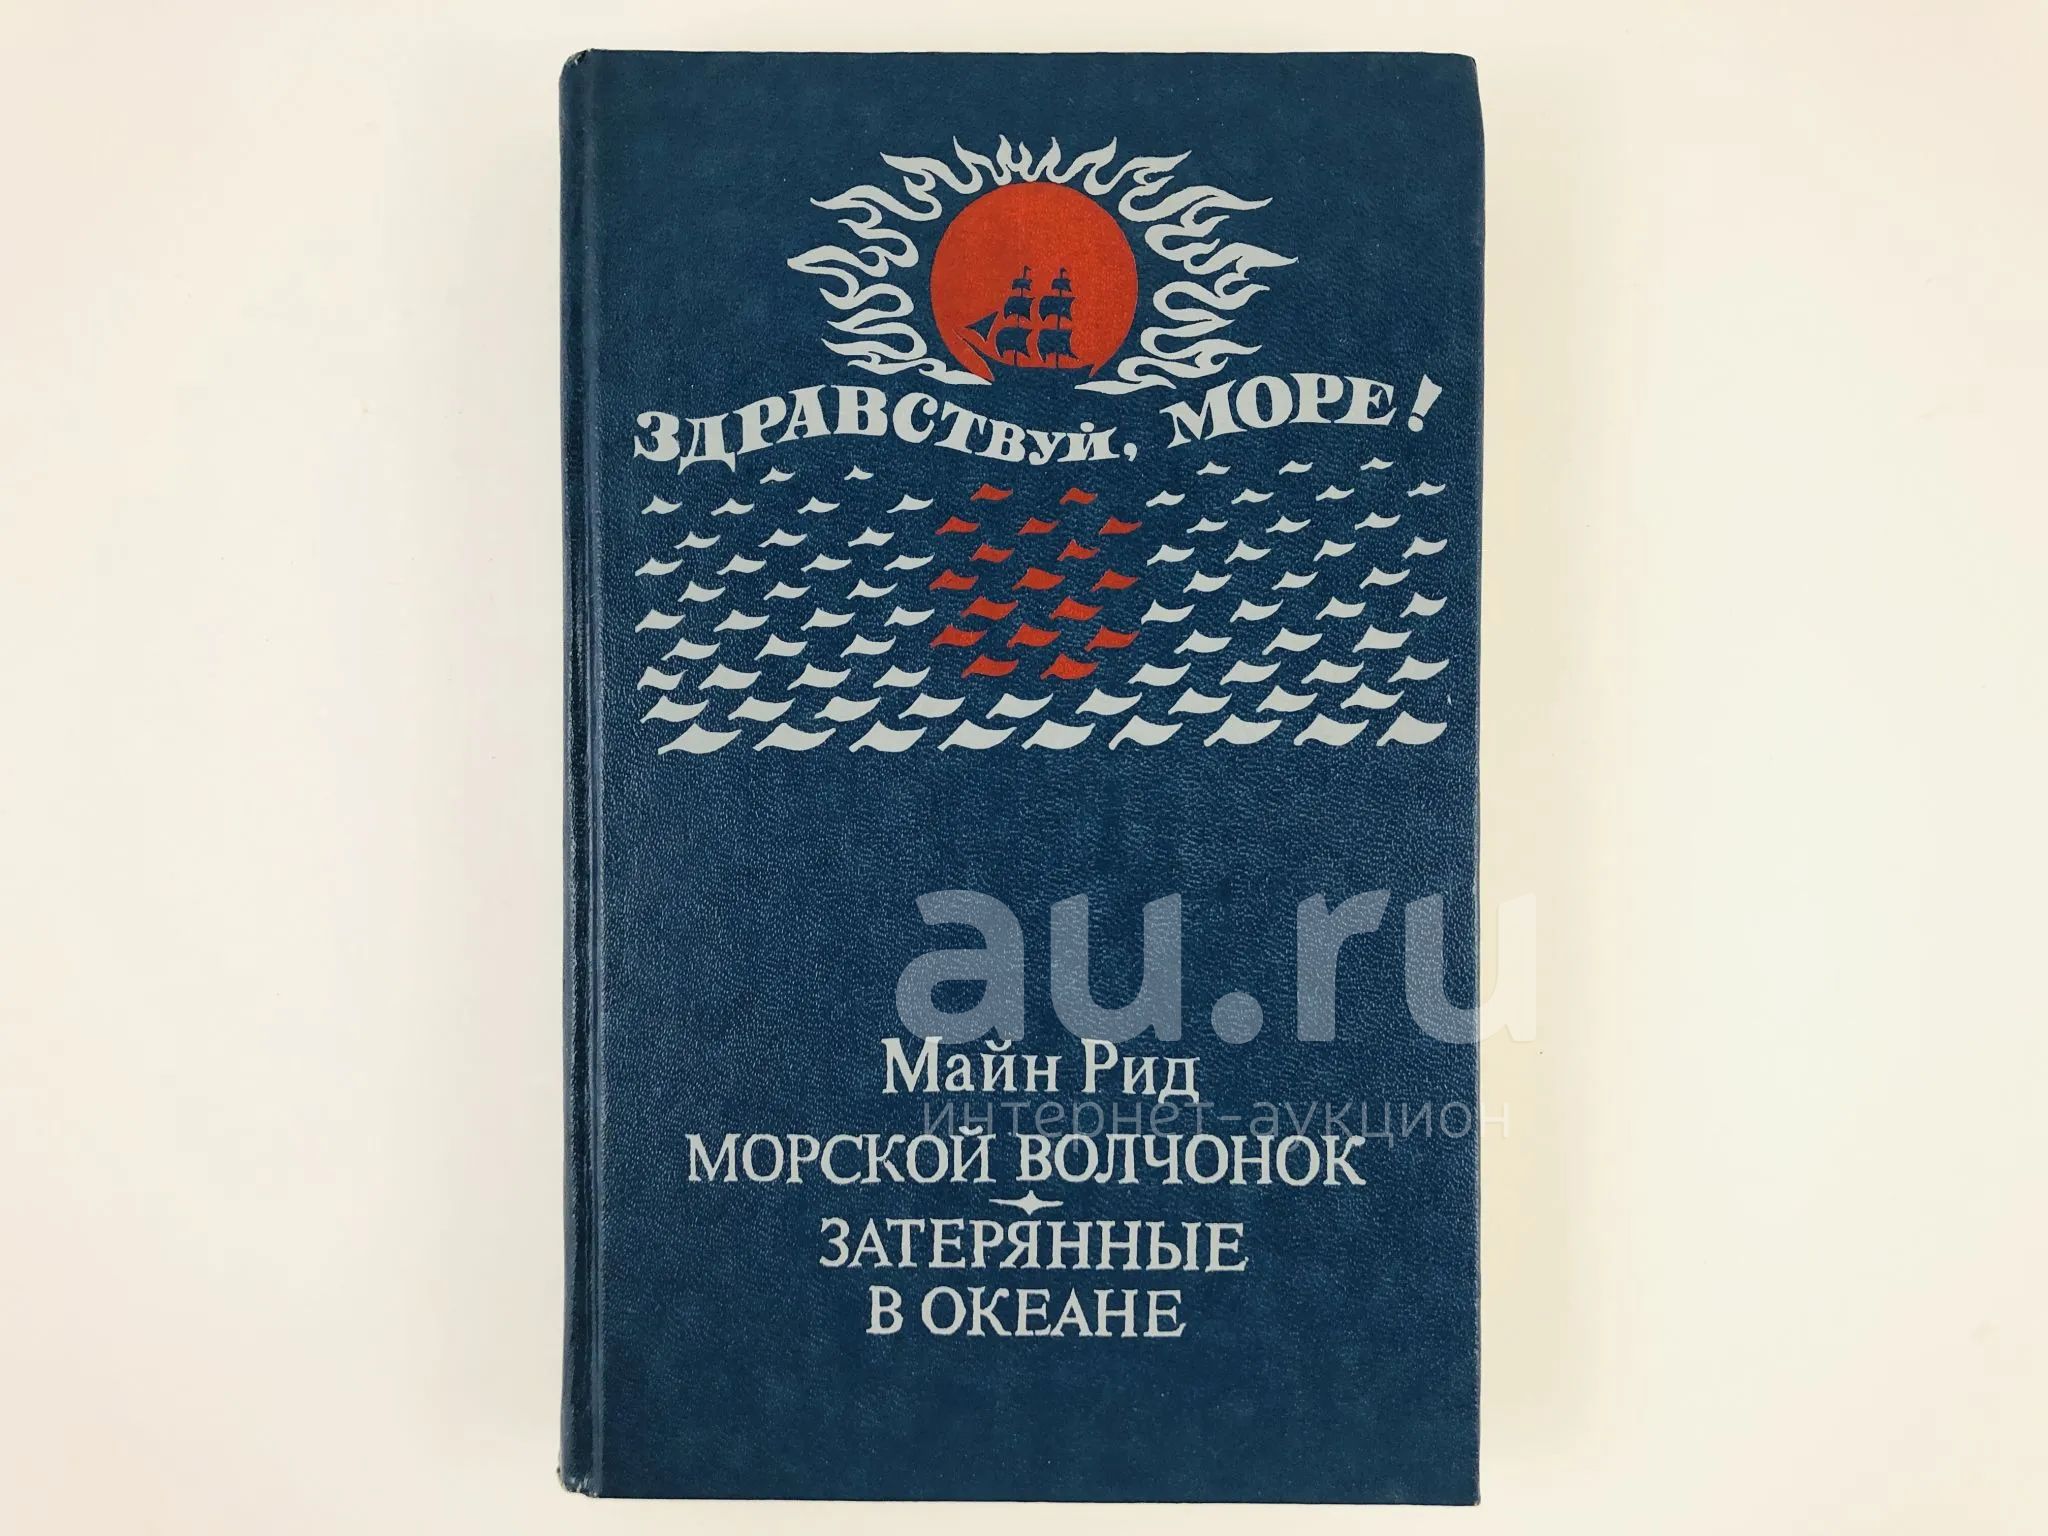 ЗДРАВСТВУЙ, МОРЕ!
au.ru
Майн Рид
интернет-аукцион
МОРСКОЙ ВОЛЧОНОК
ЗАТЕРЯННЫЕ
В ОКЕАНЕ